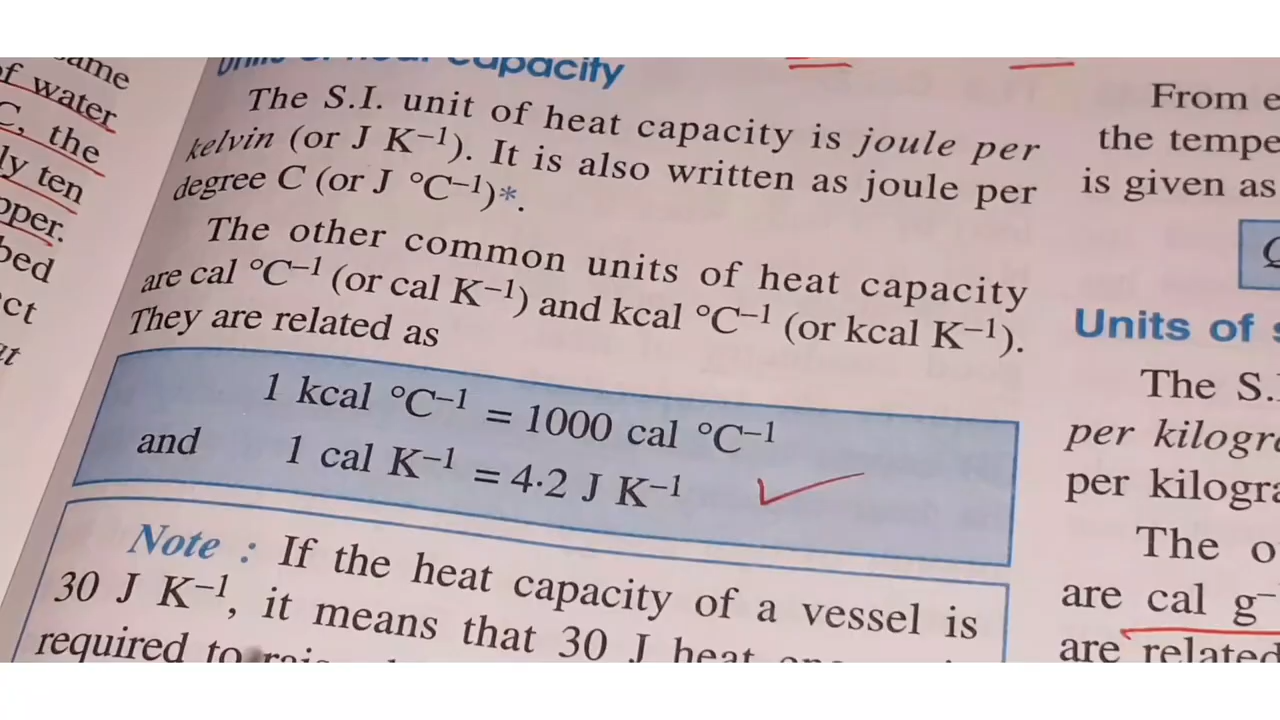 ame
f water
C, the
ly ten
pper.
bed
ct
capacity
The S.I. unit of heat capacity is joule per
kelvin (or J K⁻¹). It is also written as joule per
degree C (or J °C⁻¹)*.
The other common units of heat capacity
are cal °C⁻¹ (or cal K⁻¹) and kcal °C⁻¹ (or kcal K⁻¹).
They are related as
1 kcal °C⁻¹ = 1000 cal °C⁻¹
and 1 cal K⁻¹ = 4·2 J K⁻¹
Note : If the heat capacity of a vessel is
30 J K⁻¹, it means that 30 J heat
required to
From e
the tempe
is given as
Units of s
The S.
per kilogra
per kilogra
The o
are cal g⁻
are related